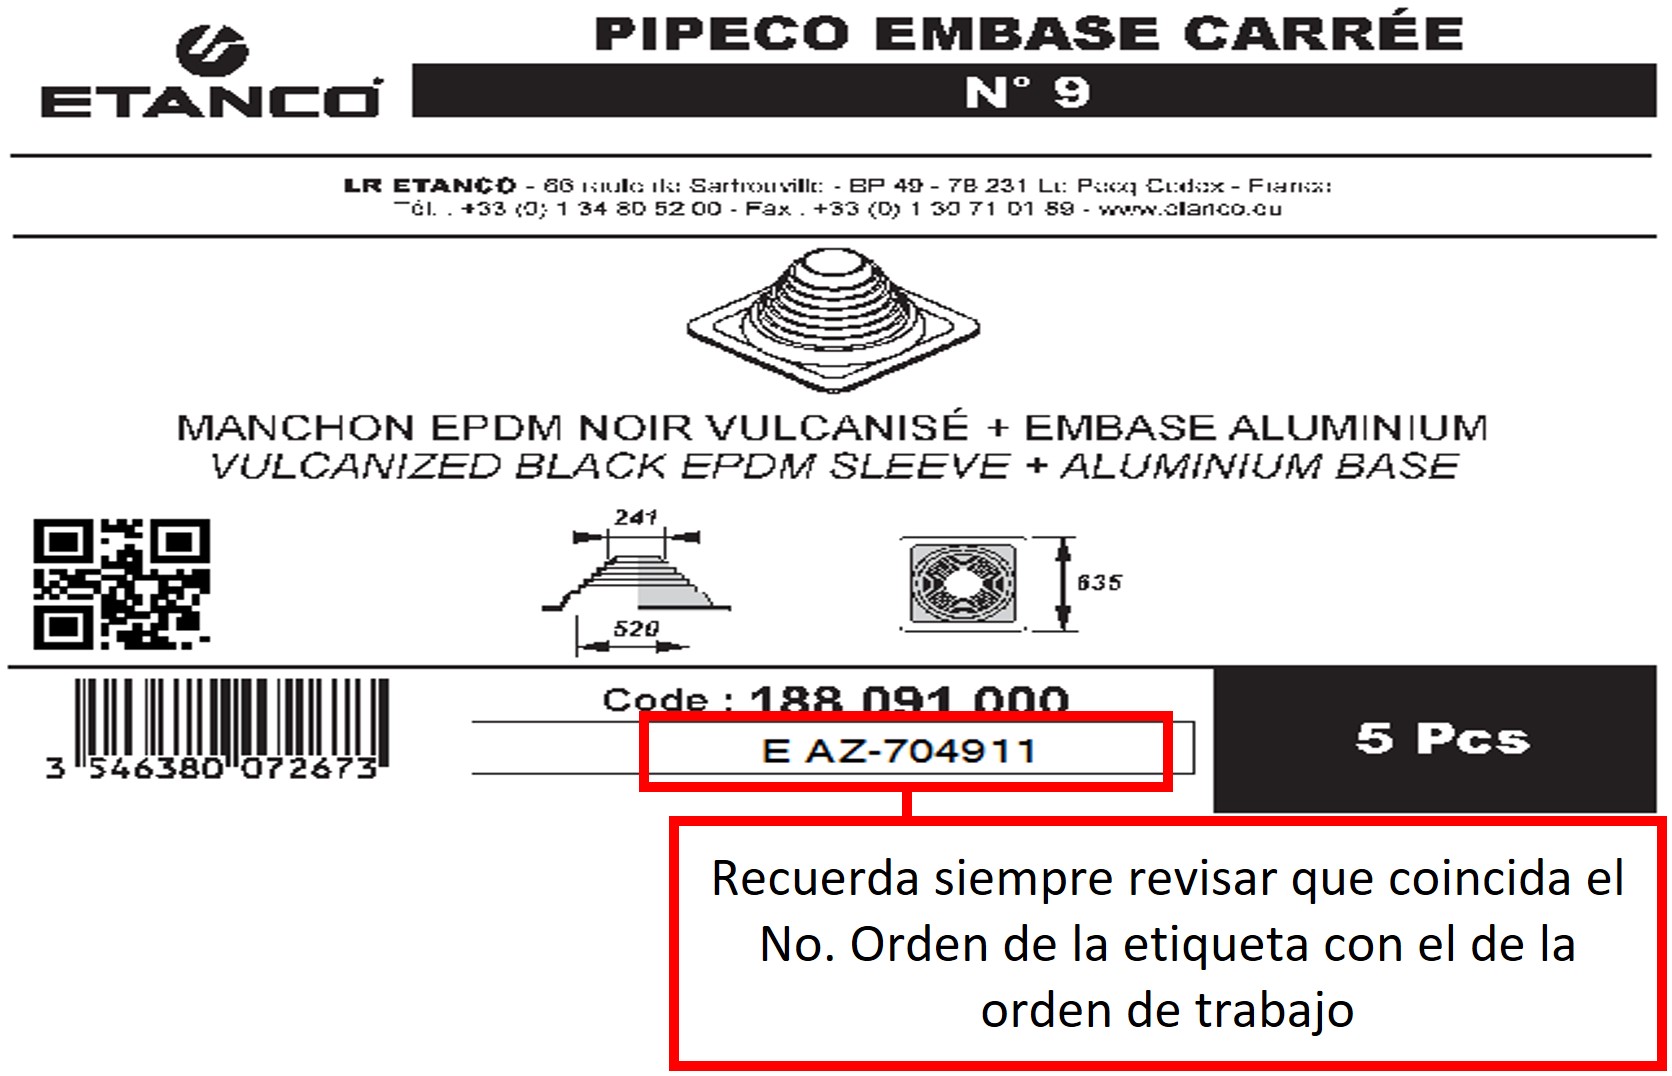 ETANCO
PIPECO EMBASE CARRÉE
N° 9
LR ETANCO - 66 route de Sartrouville - BP 49 - 78 231 Le Pecq Cedex - France
Tél. : +33 (0) 1 34 80 52 00 - Fax . +33 (0) 1 30 71 01 89 - www.etanco.eu
MANCHON EPDM NOIR VULCANISÉ + EMBASE ALUMINIUM
VULCANIZED BLACK EPDM SLEEVE + ALUMINIUM BASE
241
520
635
Code : 188 091 000
3 546380 072673
E AZ-704911
5 Pcs
Recuerda siempre revisar que coincida el
No. Orden de la etiqueta con el de la
orden de trabajo